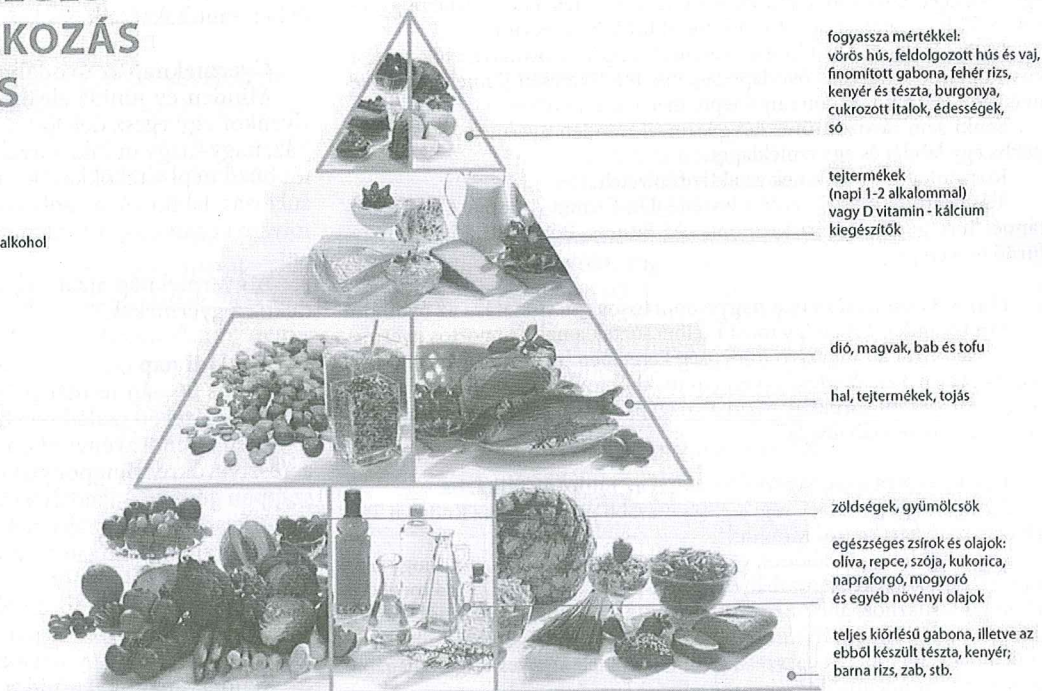 KOZÁS
S
alkohol
fogyassza mértékkel:
vörös hús, feldolgozott hús és vaj,
finomított gabona, fehér rizs,
kenyér és tészta, burgonya,
cukrozott italok és édességek,
só
tejtermékek
(napi 1-2 alkalommal)
vagy D vitamin - kálcium
kiegészítők
dió, magvak, bab és tofu
hal, tejtermékek, tojás
zöldségek, gyümölcsök
egészséges zsírok és olajok:
olíva, repce, szója, kukorica,
napraforgó, mogyoró
és egyéb növényi olajok
teljes kiőrlésű gabona, illetve az
ebből készült tészta, kenyér;
barna rizs, zab, stb.